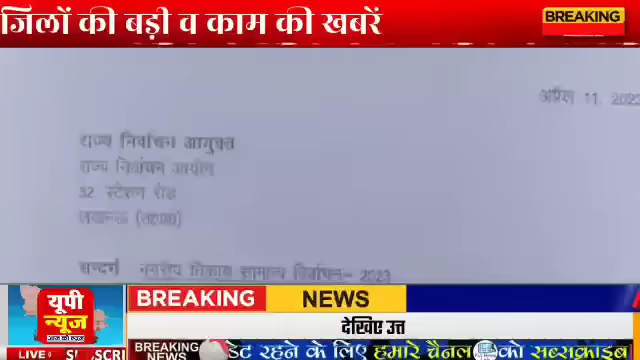 जिलों की बड़ी व काम की खबरें
BREAKING
अप्रैल 11, 2023
राज्य निर्वाचन आयुक्त
राज्य निर्वाचन आयोग
32 स्टेशन रोड
लखनऊ (उ0प्र0)
सन्दर्भ नगरीय निकाय सामान्य निर्वाचन- 2023
यूपी
न्यूज़
BREAKING NEWS
देखिए उत्त
LIVE
SUBSCRI
BREAKING
NEWS
डेट रहने के लिए हमारे चैनल को सब्सक्राइब